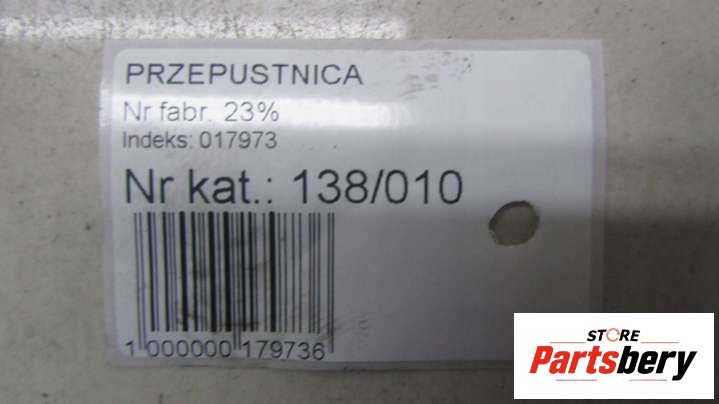 PRZEPUSTNICA
Nr fabr. 23%
Indeks: 017973
Nr kat.: 138/010
1 000000 179736
STORE
Partsbery